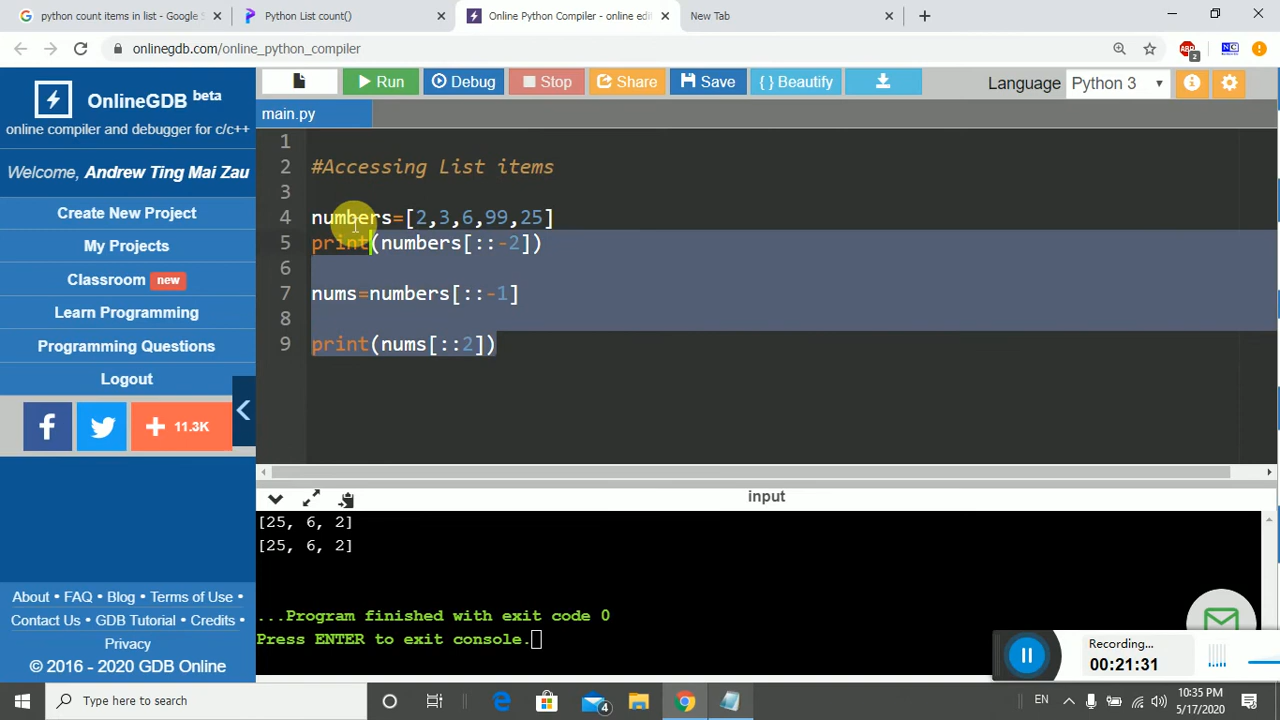 python count items in list - Google S
Python List count()
Online Python Compiler - online edit
New Tab
onlinegdb.com/online_python_compiler
ABP
2
NC
OnlineGDB beta
online compiler and debugger for c/c++
Welcome, Andrew Ting Mai Zau
Create New Project
My Projects
Classroom new
Learn Programming
Programming Questions
Logout
11.3K
About • FAQ • Blog • Terms of Use •
Contact Us • GDB Tutorial • Credits •
Privacy
© 2016 - 2020 GDB Online
Run
Debug
Stop
Share
Save
{ } Beautify
Language Python 3
main.py
1
2 #Accessing List items
3
4 numbers=[2,3,6,99,25]
5 print(numbers[::-2])
6
7 nums=numbers[::-1]
8
9 print(nums[::2])
input
[25, 6, 2]
[25, 6, 2]
...Program finished with exit code 0
Press ENTER to exit console.
Recording...
00:21:31
Type here to search
4
EN
10:35 PM
5/17/2020